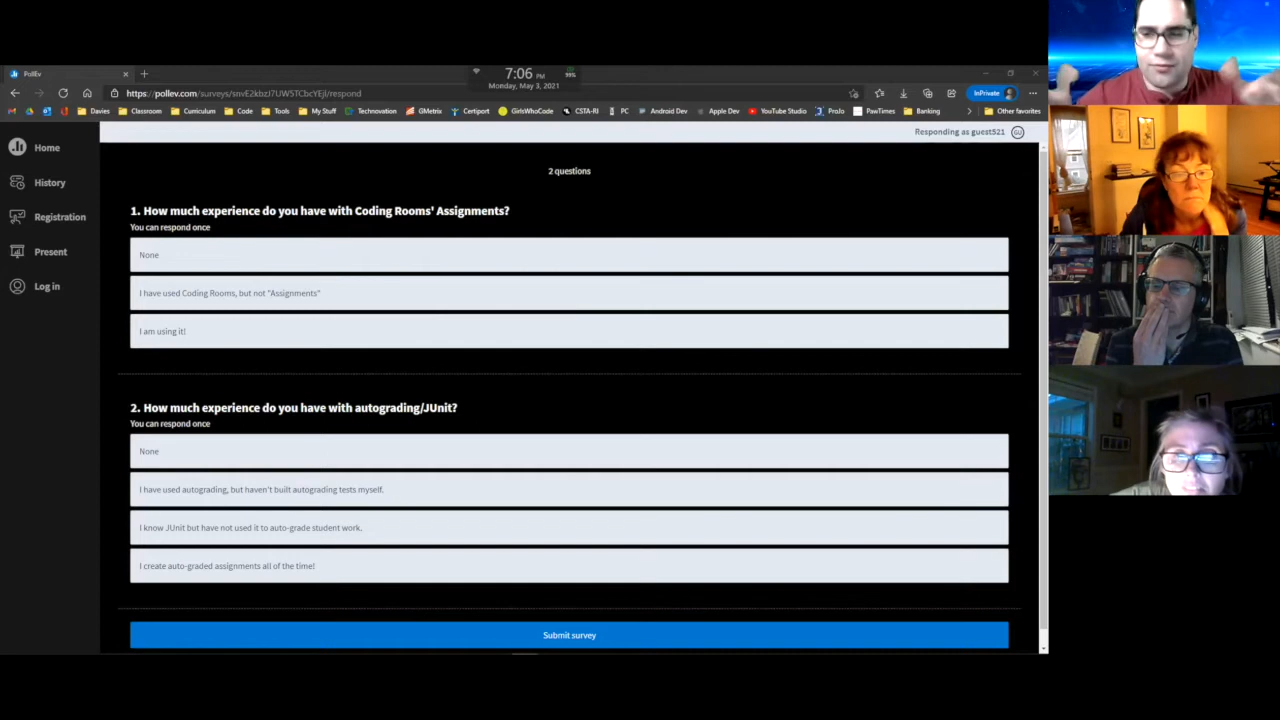 PollEv
7:06 PM
99%
Monday, May 3, 2021
https://pollev.com/surveys/snvE2kbzJ7UW5TCbcYEjl/respond
InPrivate
Davies Classroom Curriculum Code Tools My Stuff Technovation GMetrix Certiport GirlsWhoCode CSTA-RI PC Android Dev Apple Dev YouTube Studio ProJo PawTimes Banking Other favorites
Responding as guest521 GU
Home
History
Registration
Present
Log in
2 questions
1. How much experience do you have with Coding Rooms' Assignments?
You can respond once
None
I have used Coding Rooms, but not "Assignments"
I am using it!
2. How much experience do you have with autograding/JUnit?
You can respond once
None
I have used autograding, but haven't built autograding tests myself.
I know JUnit but have not used it to auto-grade student work.
I create auto-graded assignments all of the time!
Submit survey